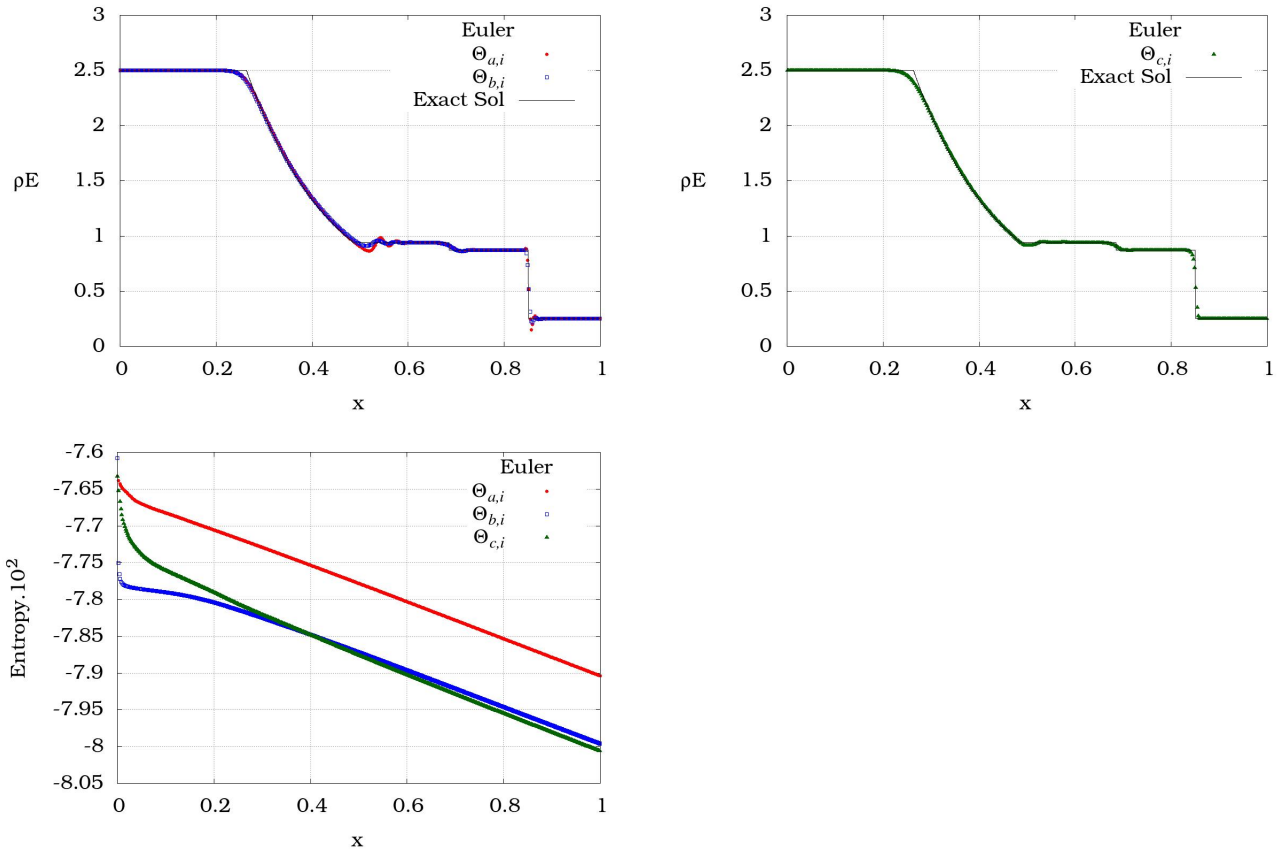 3
2.5
2
1.5
1
0.5
0
ρE
0 0.2 0.4 0.6 0.8 1
x
Euler
Θa,i
Θb,i
Exact Sol
3
2.5
2
1.5
1
0.5
0
ρE
0 0.2 0.4 0.6 0.8 1
x
Euler
Θc,i
Exact Sol
-7.6
-7.65
-7.7
-7.75
-7.8
-7.85
-7.9
-7.95
-8
-8.05
Entropy.10²
0 0.2 0.4 0.6 0.8 1
x
Euler
Θa,i
Θb,i
Θc,i